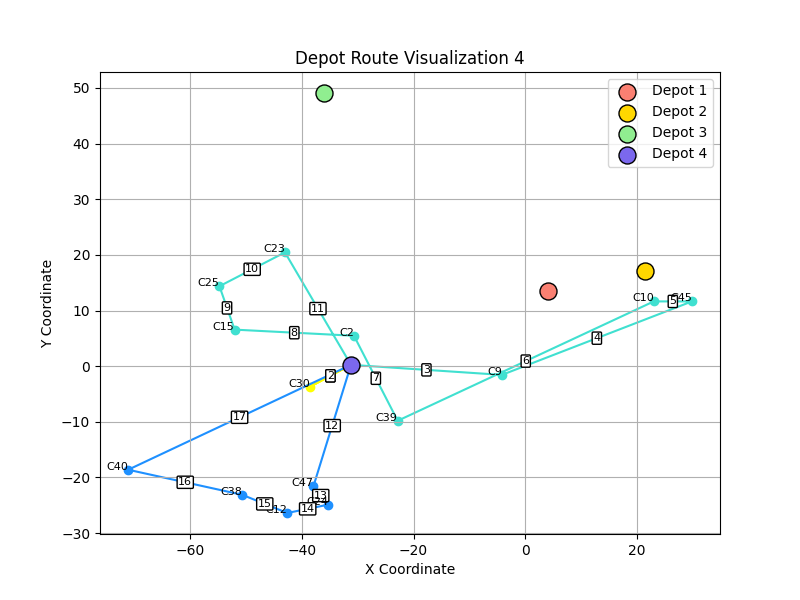 Depot Route Visualization 4
Y Coordinate
50
40
30
20
10
0
−10
−20
−30
Depot 1
Depot 2
Depot 3
Depot 4
C23
10
C25
9
11
C15
8
C2
C10
5
C45
4
6
3
C9
7
2
C30
C39
17
12
C40
16
C47
13
C38
15
C12
14
−60
−40
−20
0
20
X Coordinate